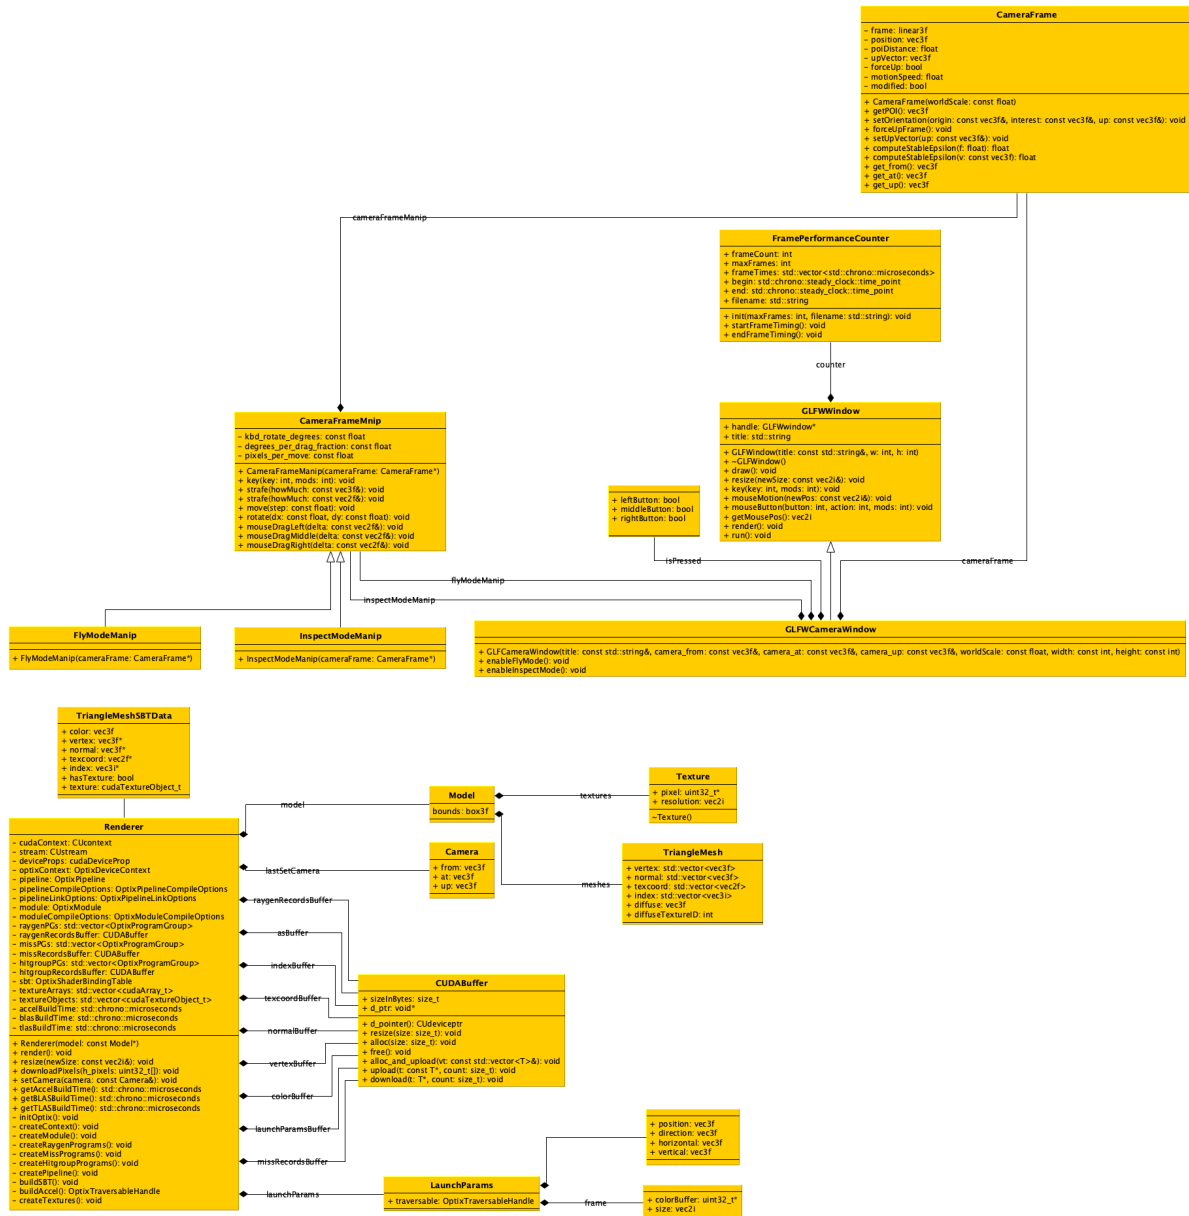 CameraFrame
- frame: linear3f
- position: vec3f
- poiDistance: float
- upVector: vec3f
- forceUp: bool
- motionSpeed: float
- modified: bool
+ CameraFrame(worldScale: const float)
+ getPOI(): vec3f
+ setOrientation(origin: const vec3f&, interest: const vec3f&, up: const vec3f&): void
+ forceUpFrame(): void
+ setUpVector(up: const vec3f&): void
+ computeStableEpsilon(f: float): float
+ computeStableEpsilon(v: const vec3f): float
+ get_from(): vec3f
+ get_at(): vec3f
+ get_up(): vec3f
cameraFrameManip
FramePerformanceCounter
+ frameCount: int
+ maxFrames: int
+ frameTimes: std::vector<std::chrono::microseconds>
+ begin: std::chrono::steady_clock::time_point
+ end: std::chrono::steady_clock::time_point
+ filename: std::string
+ init(maxFrames: int, filename: std::string): void
+ startFrameTiming(): void
+ endFrameTiming(): void
counter
CameraFrameMnip
- kbd_rotate_degrees: const float
- degrees_per_drag_fraction: const float
- pixels_per_move: const float
+ CameraFrameManip(cameraFrame: CameraFrame*)
+ key(key: int, mods: int): void
+ strafe(howMuch: const vec3f&): void
+ strafe(howMuch: const vec2f&): void
+ move(step: const float): void
+ rotate(dx: const float, dy: const float): void
+ mouseDragLeft(delta: const vec2f&): void
+ mouseDragMiddle(delta: const vec2f&): void
+ mouseDragRight(delta: const vec2f&): void
GLFWWindow
+ handle: GLFWwindow*
+ title: std::string
+ GLFWindow(title: const std::string&, w: int, h: int)
+ ~GLFWindow()
+ draw(): void
+ resize(newSize: const vec2i&): void
+ key(key: int, mods: int): void
+ mouseMotion(newPos: const vec2i&): void
+ mouseButton(button: int, action: int, mods: int): void
+ getMousePos(): vec2i
+ render(): void
+ run(): void
+ leftButton: bool
+ middleButton: bool
+ rightButton: bool
isPressed
cameraFrame
flyModeManip
inspectModeManip
FlyModeManip
+ FlyModeManip(cameraFrame: CameraFrame*)
InspectModeManip
+ InspectModeManip(cameraFrame: CameraFrame*)
GLFWCameraWindow
+ GLFCameraWindow(title: const std::string&, camera_from: const vec3f&, camera_at: const vec3f&, camera_up: const vec3f&, worldScale: const float, width: const int, height: const int)
+ enableFlyMode(): void
+ enableInspectMode(): void
TriangleMeshSBTData
+ color: vec3f
+ vertex: vec3f*
+ normal: vec3f*
+ texcoord: vec2f*
+ index: vec3i*
+ hasTexture: bool
+ texture: cudaTextureObject_t
Renderer
- cudaContext: CUcontext
- stream: CUstream
- deviceProps: cudaDeviceProp
- optixContext: OptixDeviceContext
- pipeline: OptixPipeline
- pipelineCompileOptions: OptixPipelineCompileOptions
- pipelineLinkOptions: OptixPipelineLinkOptions
- module: OptixModule
- moduleCompileOptions: OptixModuleCompileOptions
- raygenPGs: std::vector<OptixProgramGroup>
- raygenRecordsBuffer: CUDABuffer
- missPGs: std::vector<OptixProgramGroup>
- missRecordsBuffer: CUDABuffer
- hitgroupPGs: std::vector<OptixProgramGroup>
- hitgroupRecordsBuffer: CUDABuffer
- sbt: OptixShaderBindingTable
- textureArrays: std::vector<cudaArray_t>
- textureObjects: std::vector<cudaTextureObject_t>
- accelBuildTime: std::chrono::microseconds
- blasBuildTime: std::chrono::microseconds
- tlasBuildTime: std::chrono::microseconds
+ Renderer(model: const Model*)
+ render(): void
+ resize(newSize: const vec2i&): void
+ downloadPixels(h_pixels: uint32_t[]): void
+ setCamera(camera: const Camera&): void
+ getAccelBuildTime(): std::chrono::microseconds
+ getBLASBuildTime(): std::chrono::microseconds
+ getTLASBuildTime(): std::chrono::microseconds
- initOptix(): void
- createContext(): void
- createModule(): void
- createRaygenPrograms(): void
- createMissPrograms(): void
- createHitgroupPrograms(): void
- createPipeline(): void
- buildSBT(): void
- buildAccel(): OptixTraversableHandle
- createTextures(): void
model
lastSetCamera
raygenRecordsBuffer
asBuffer
indexBuffer
texcoordBuffer
normalBuffer
vertexBuffer
colorBuffer
launchParamsBuffer
missRecordsBuffer
launchParams
Model
bounds: box3f
textures
meshes
Texture
+ pixel: uint32_t*
+ resolution: vec2i
~Texture()
Camera
+ from: vec3f
+ at: vec3f
+ up: vec3f
TriangleMesh
+ vertex: std::vector<vec3f>
+ normal: std::vector<vec3f>
+ texcoord: std::vector<vec2f>
+ index: std::vector<vec3i>
+ diffuse: vec3f
+ diffuseTextureID: int
CUDABuffer
+ sizeInBytes: size_t
+ d_ptr: void*
+ d_pointer(): CUdeviceptr
+ resize(size: size_t): void
+ alloc(size: size_t): void
+ free(): void
+ alloc_and_upload(vt: const std::vector<T>&): void
+ upload(t: const T*, count: size_t): void
+ download(t: T*, count: size_t): void
+ position: vec3f
+ direction: vec3f
+ horizontal: vec3f
+ vertical: vec3f
LaunchParams
+ traversable: OptixTraversableHandle
frame
+ colorBuffer: uint32_t*
+ size: vec2i